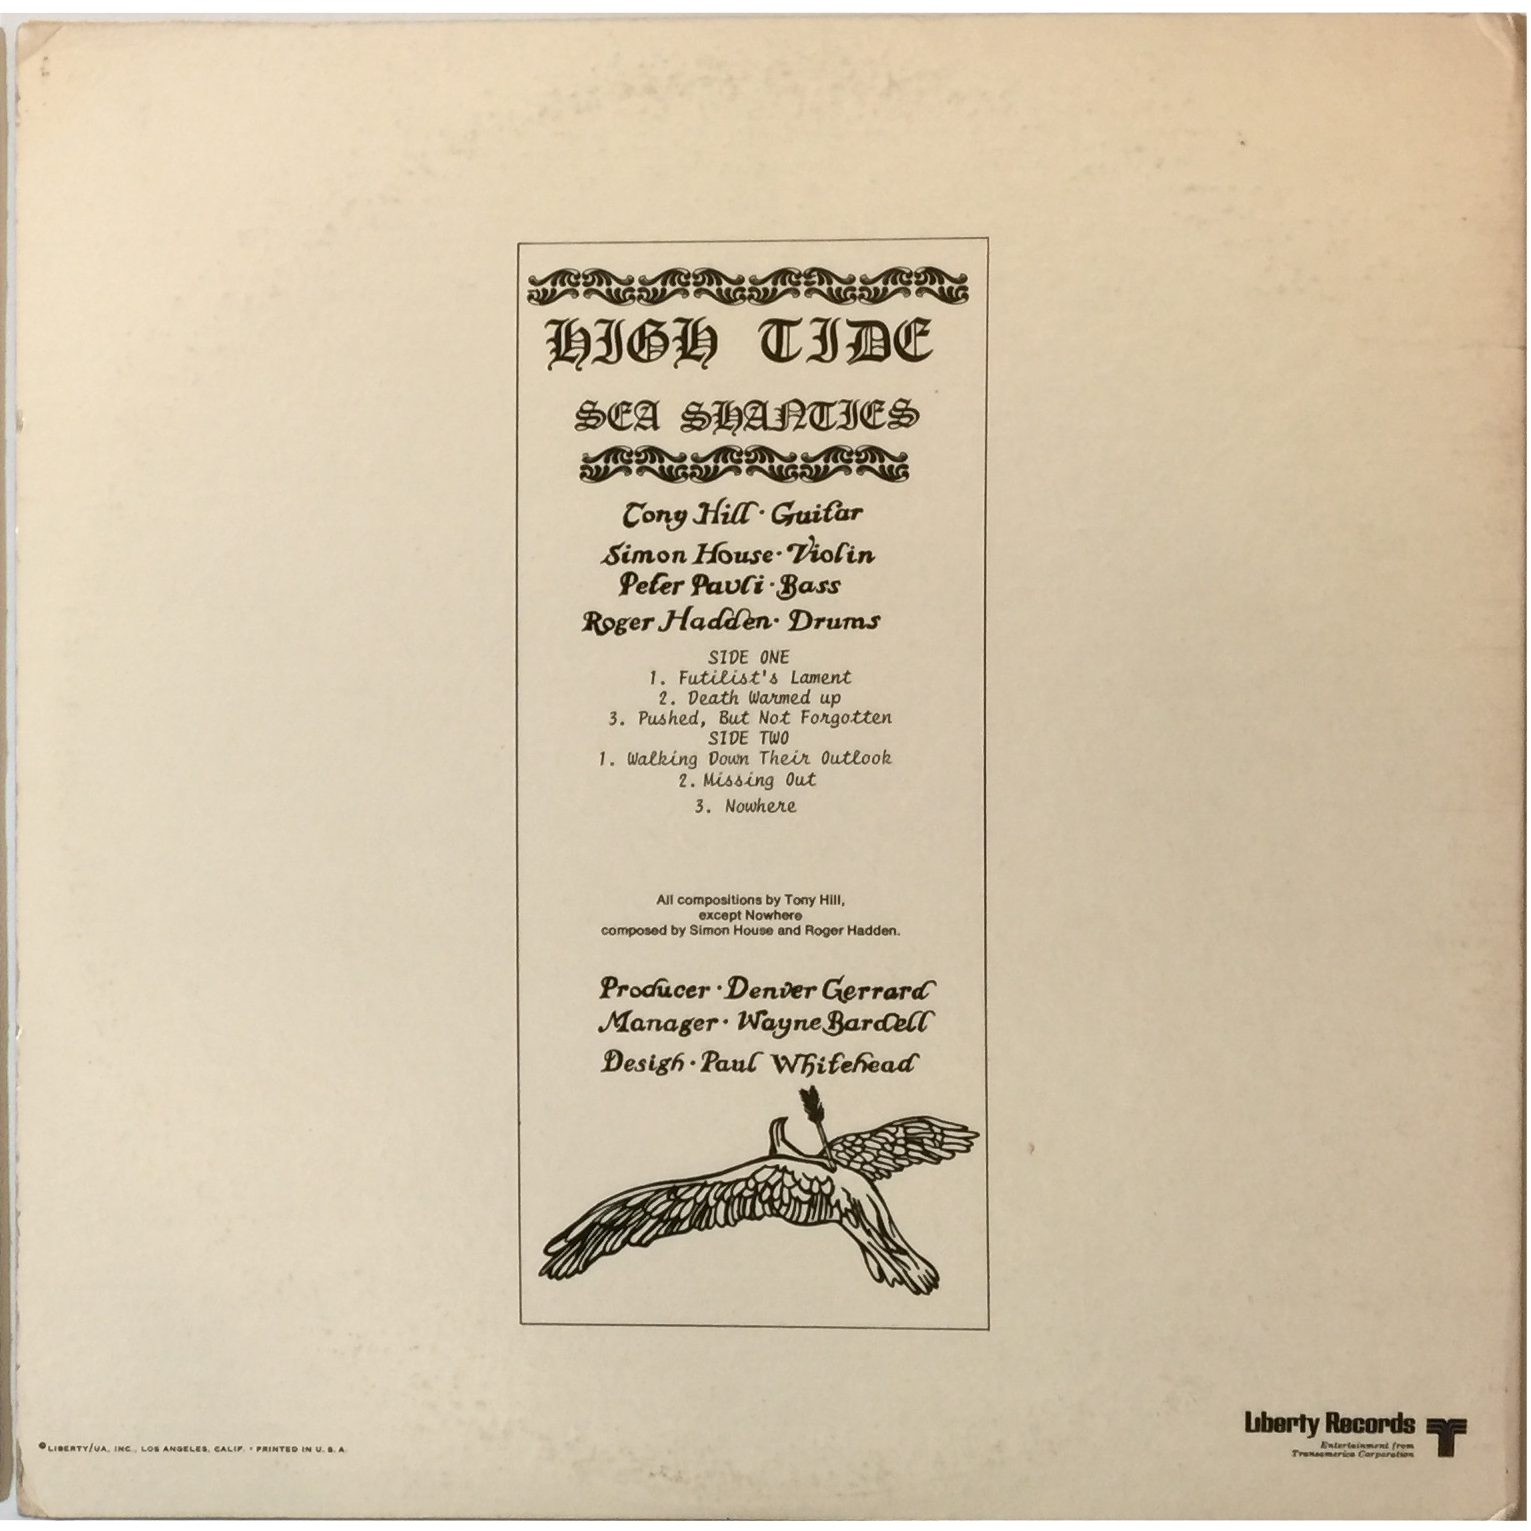 HIGH TIDE
SEA SHANTIES
Tony Hill · Guitar
Simon House · Violin
Peter Pavli · Bass
Roger Hadden · Drums
SIDE ONE
1. Futilist's Lament
2. Death Warmed up
3. Pushed, But Not Forgotten
SIDE TWO
1. Walking Down Their Outlook
2. Missing Out
3. Nowhere
All compositions by Tony Hill,
except Nowhere
composed by Simon House and Roger Hadden.
Producer · Denver Gerrard
Manager · Wayne Bardell
Design · Paul Whitehead
Liberty Records
Entertainment from
Transamerica Corporation
℗ LIBERTY/UA, INC., LOS ANGELES, CALIF. · PRINTED IN U. S. A.